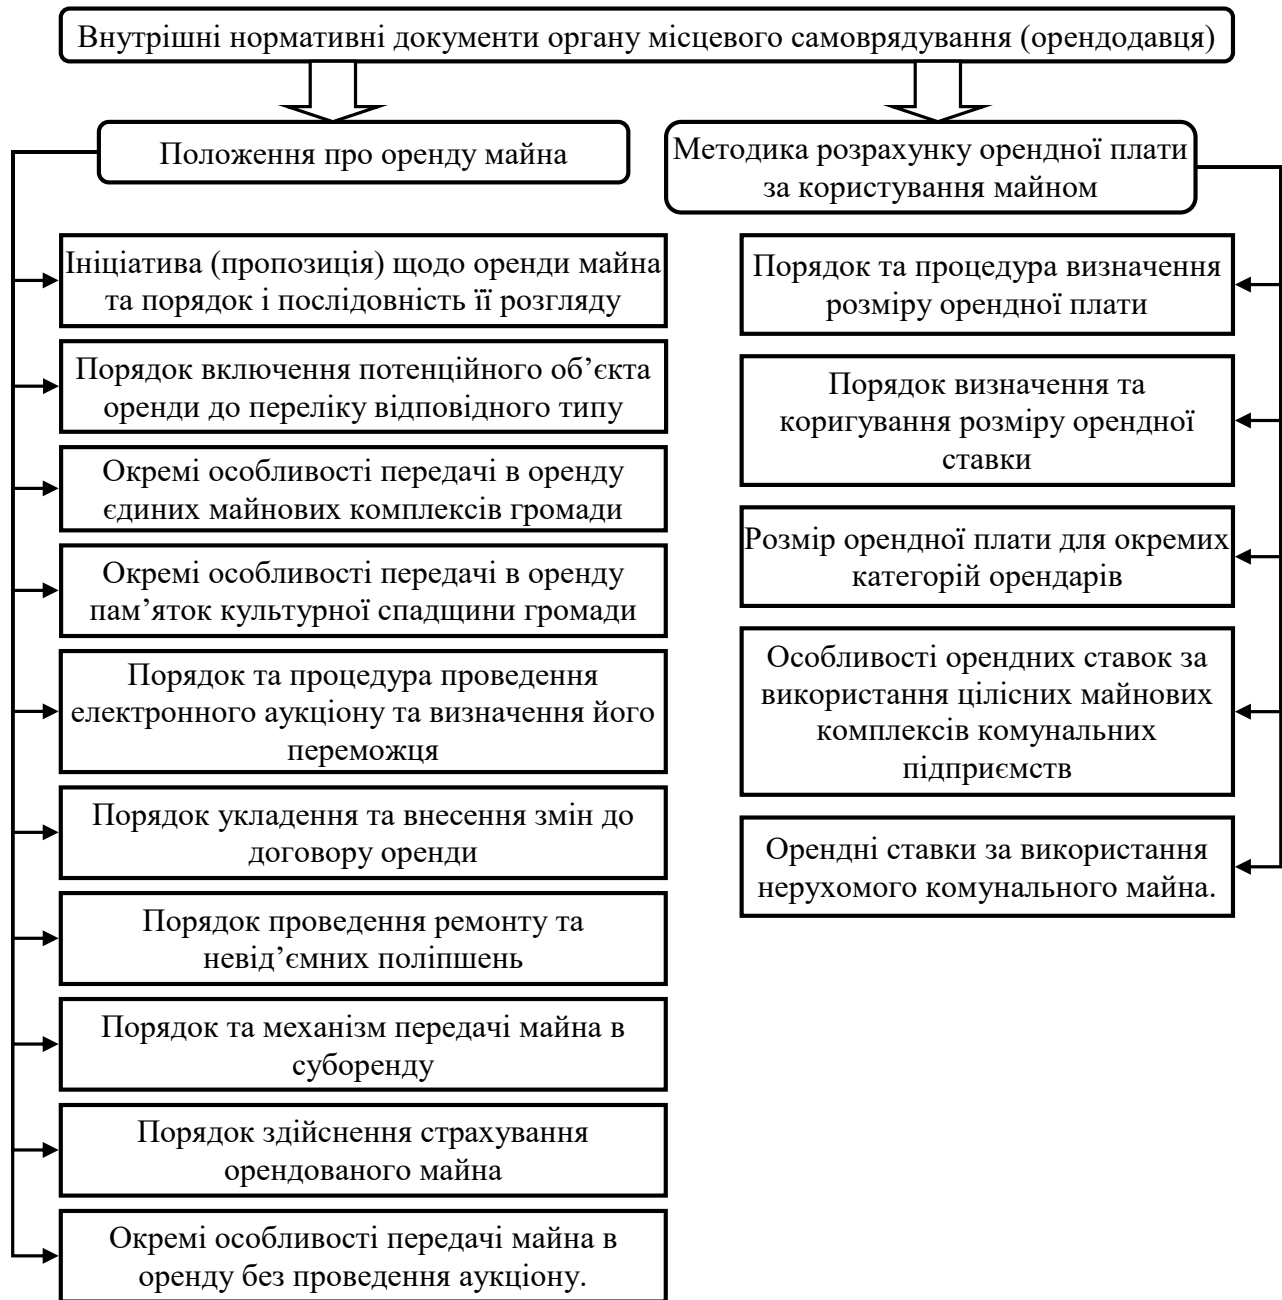 Внутрішні нормативні документи органу місцевого самоврядування (орендодавця)
Положення про оренду майна
Методика розрахунку орендної плати
за користування майном
Ініціатива (пропозиція) щодо оренди майна
та порядок і послідовність її розгляду
Порядок включення потенційного об’єкта
оренди до переліку відповідного типу
Окремі особливості передачі в оренду
єдиних майнових комплексів громади
Окремі особливості передачі в оренду
пам’яток культурної спадщини громади
Порядок та процедура проведення
електронного аукціону та визначення його
переможця
Порядок укладення та внесення змін до
договору оренди
Порядок проведення ремонту та
невід’ємних поліпшень
Порядок та механізм передачі майна в
суборенду
Порядок здійснення страхування
орендованого майна
Окремі особливості передачі майна в
оренду без проведення аукціону.
Порядок та процедура визначення
розміру орендної плати
Порядок визначення та
коригування розміру орендної
ставки
Розмір орендної плати для окремих
категорій орендарів
Особливості орендних ставок за
використання цілісних майнових
комплексів комунальних
підприємств
Орендні ставки за використання
нерухомого комунального майна.